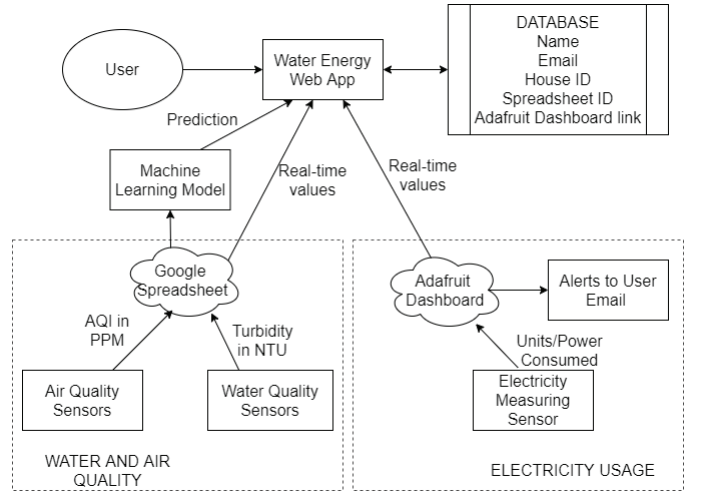 User
Water Energy
Web App
DATABASE
Name
Email
House ID
Spreadsheet ID
Adafruit Dashboard link
Prediction
Machine
Learning Model
Real-time
values
Real-time
values
Google
Spreadsheet
Adafruit
Dashboard
Alerts to User
Email
AQI in
PPM
Turbidity
in NTU
Units/Power
Consumed
Air Quality
Sensors
Water Quality
Sensors
Electricity
Measuring
Sensor
WATER AND AIR
QUALITY
ELECTRICITY USAGE